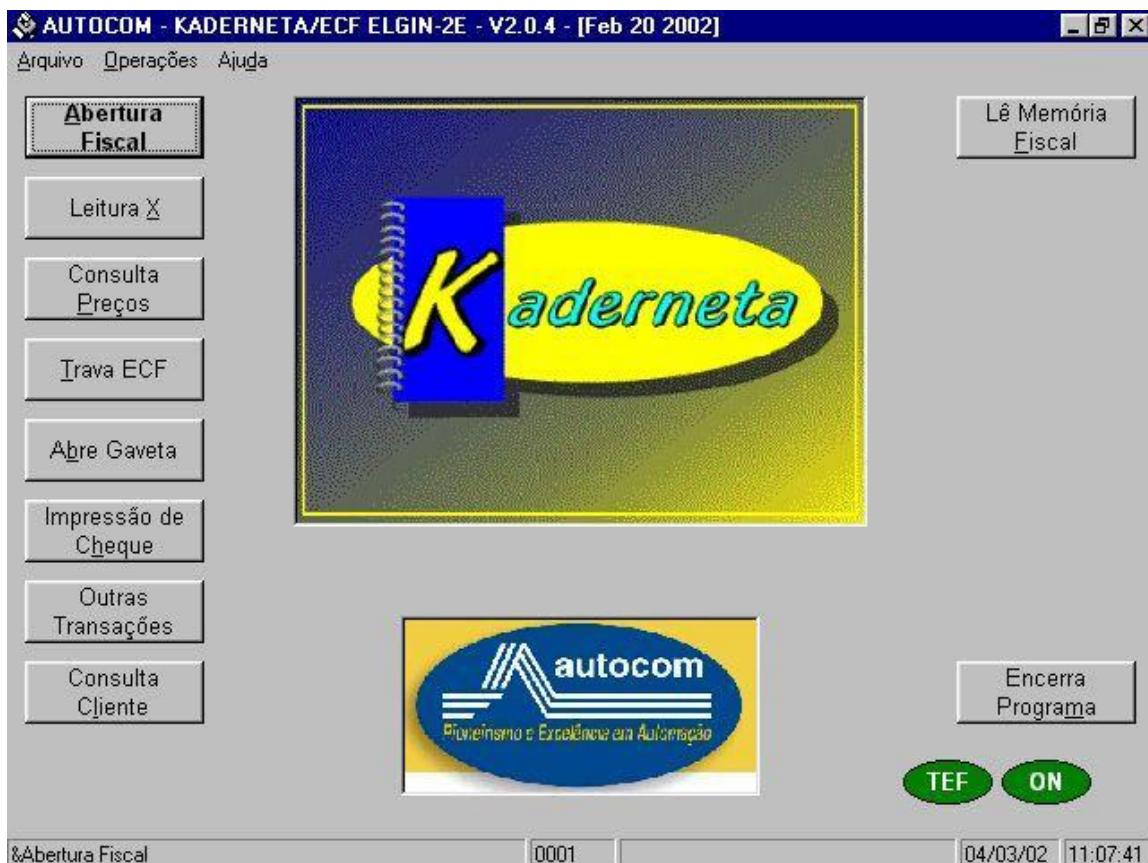 AUTOCOM - KADERNETA/ECF ELGIN-2E - V2.0.4 - [Feb 20 2002]
Arquivo Operações Ajuda
Abertura
Fiscal
Leitura X
Consulta
Preços
Trava ECF
Abre Gaveta
Impressão de
Cheque
Outras
Transações
Consulta
Cliente
Kaderneta
autocom
Pioneirismo e Excelência em Automação
Lê Memória
Fiscal
Encerra
Programa
TEF ON
&Abertura Fiscal 0001 04/03/02 11:07:41